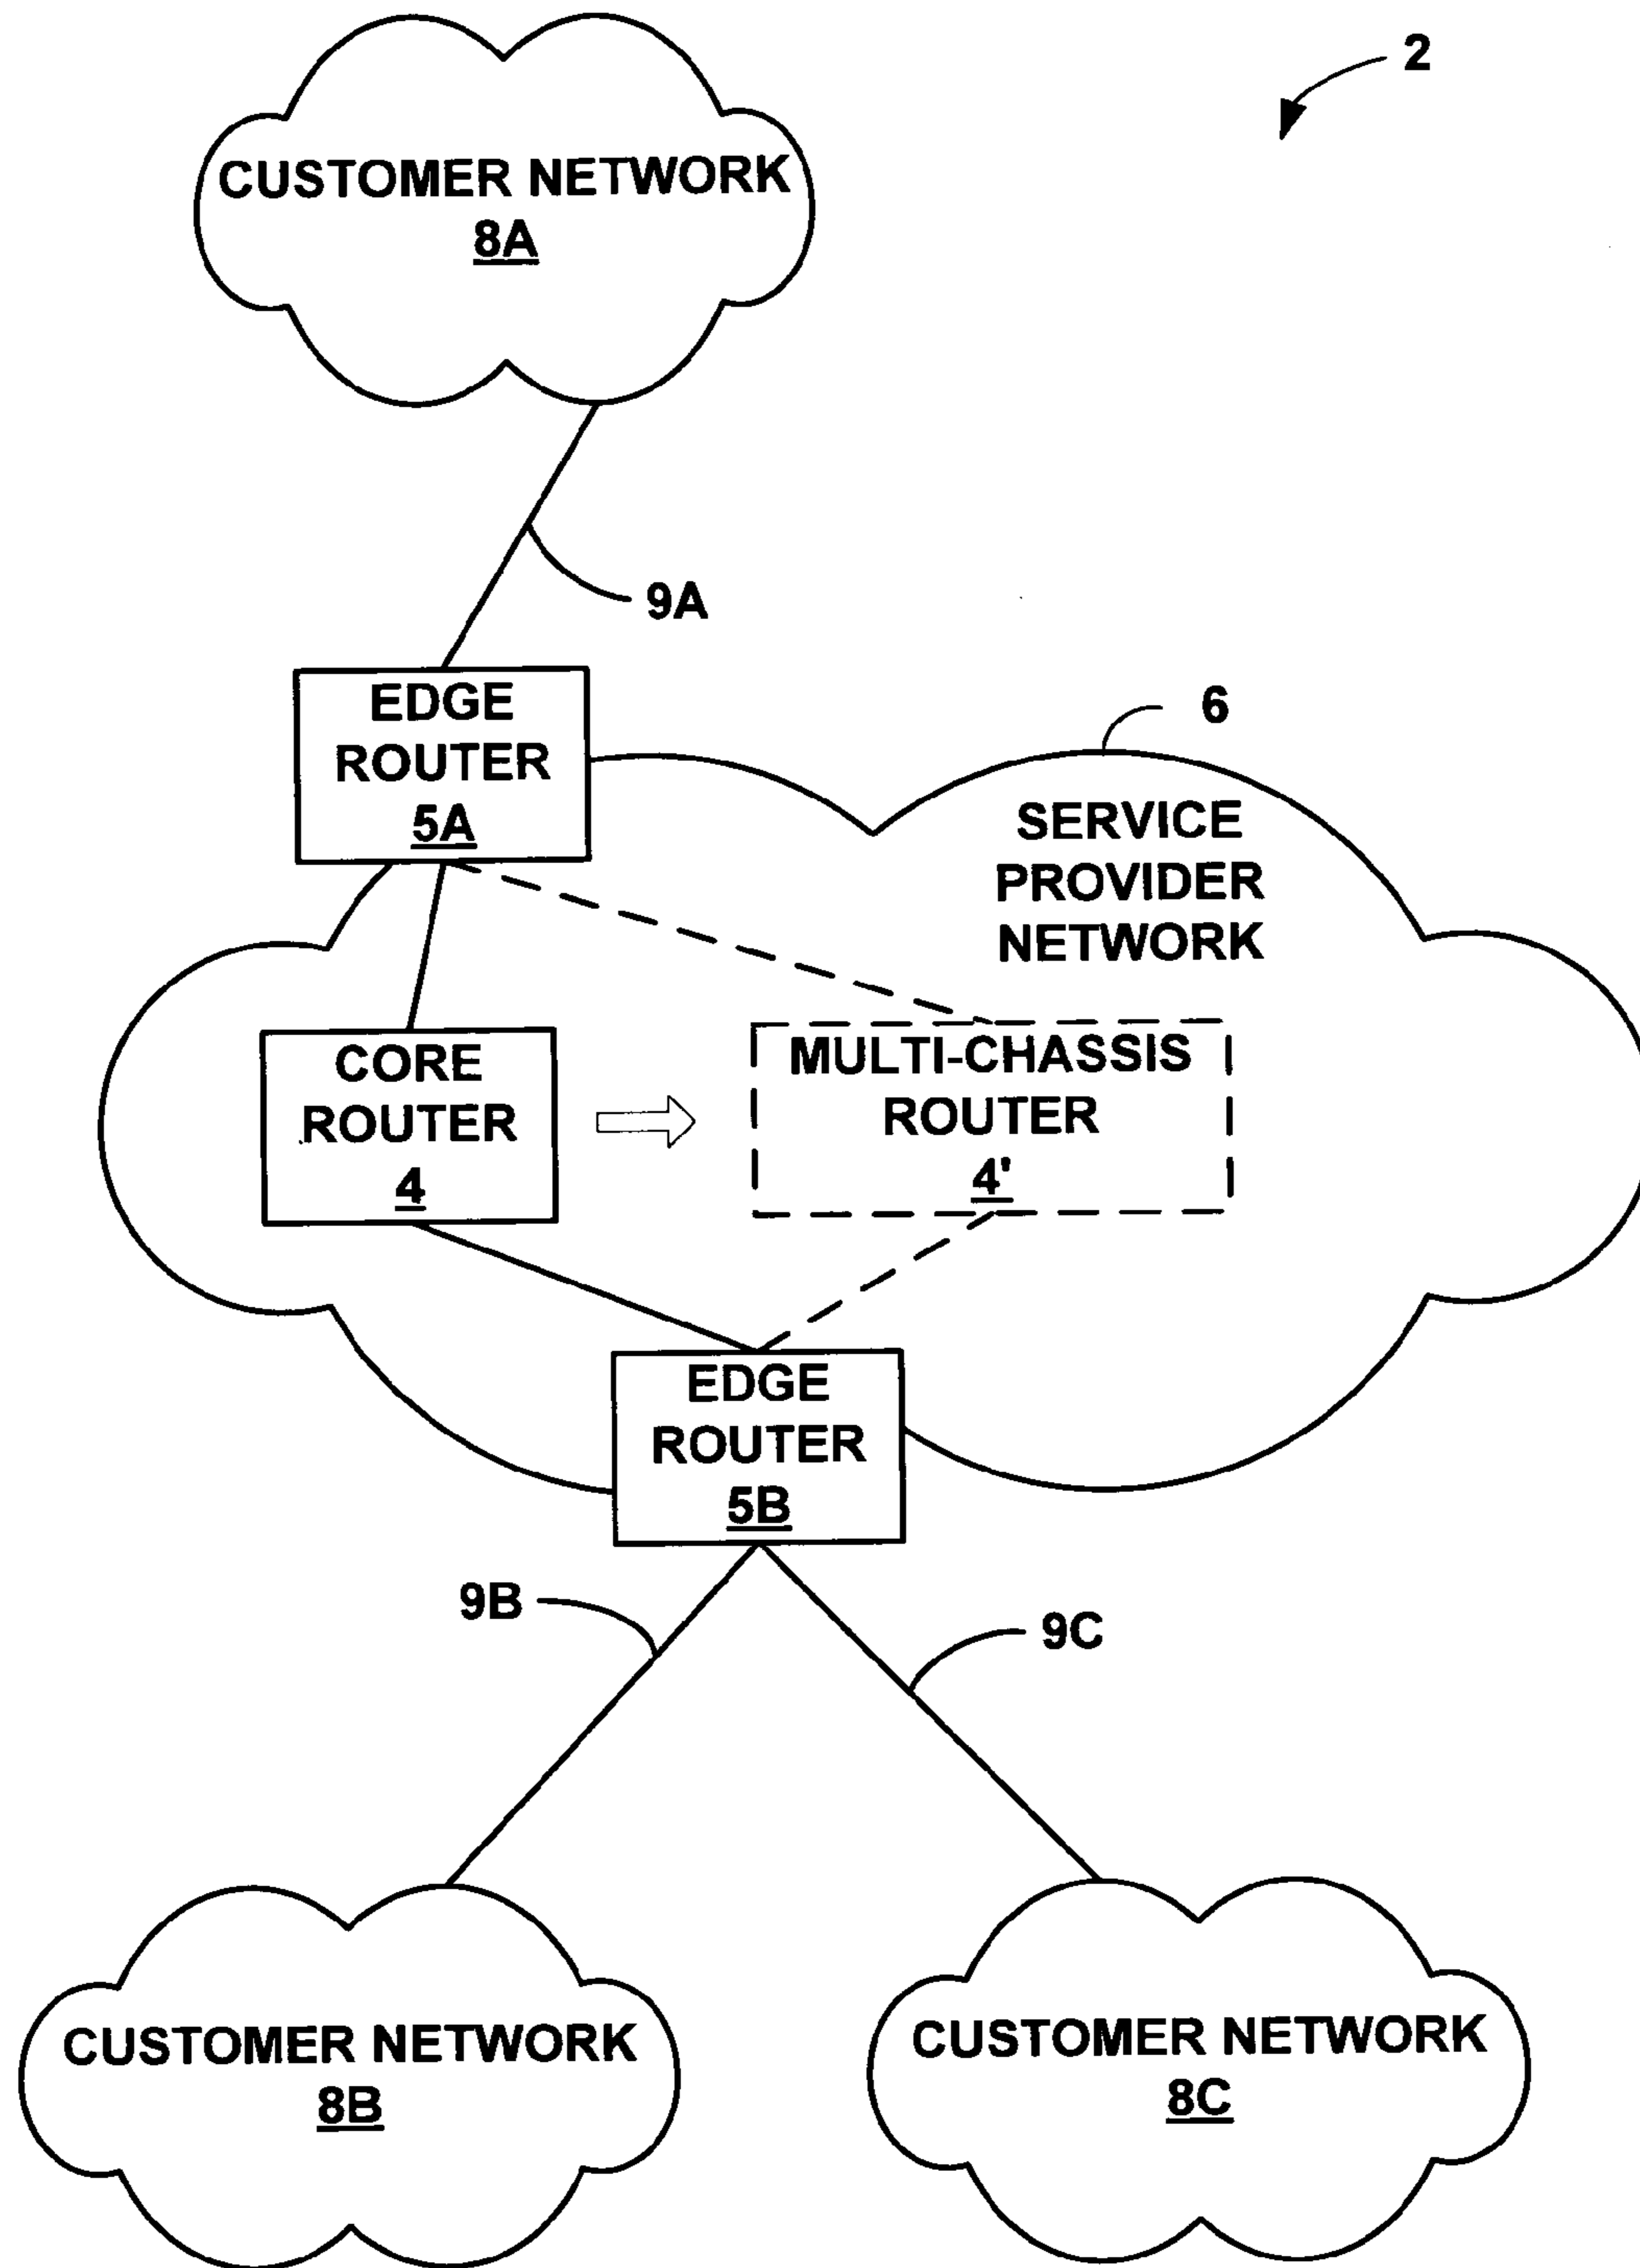 2
CUSTOMER NETWORK
8A
9A
EDGE
ROUTER
5A
6
SERVICE
PROVIDER
NETWORK
CORE
ROUTER
4
MULTI-CHASSIS
ROUTER
4'
EDGE
ROUTER
5B
9B
9C
CUSTOMER NETWORK
8B
CUSTOMER NETWORK
8C